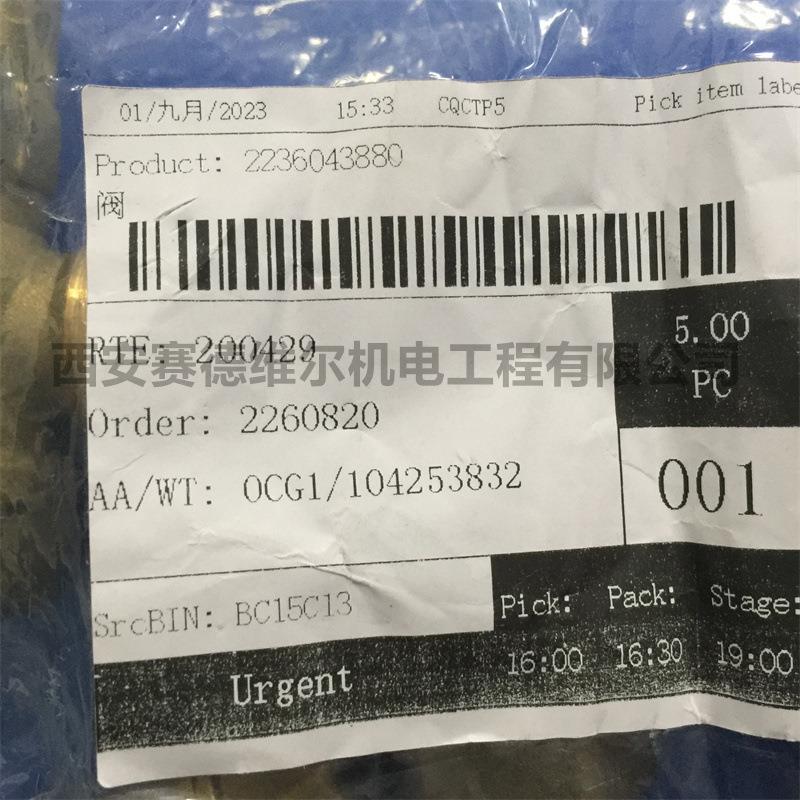 01/九月/2023 15:33 CQCTP5 Pick item labe
Product: 2236043880
阀
RTE: 200429
5.00
PC
西安赛德维尔机电工程有限公司
Order: 2260820
AA/WT: OCG1/104253832
001
SrcBIN: BC15C13
Pick: Pack: Stage:
16:00 16:30 19:00
Urgent